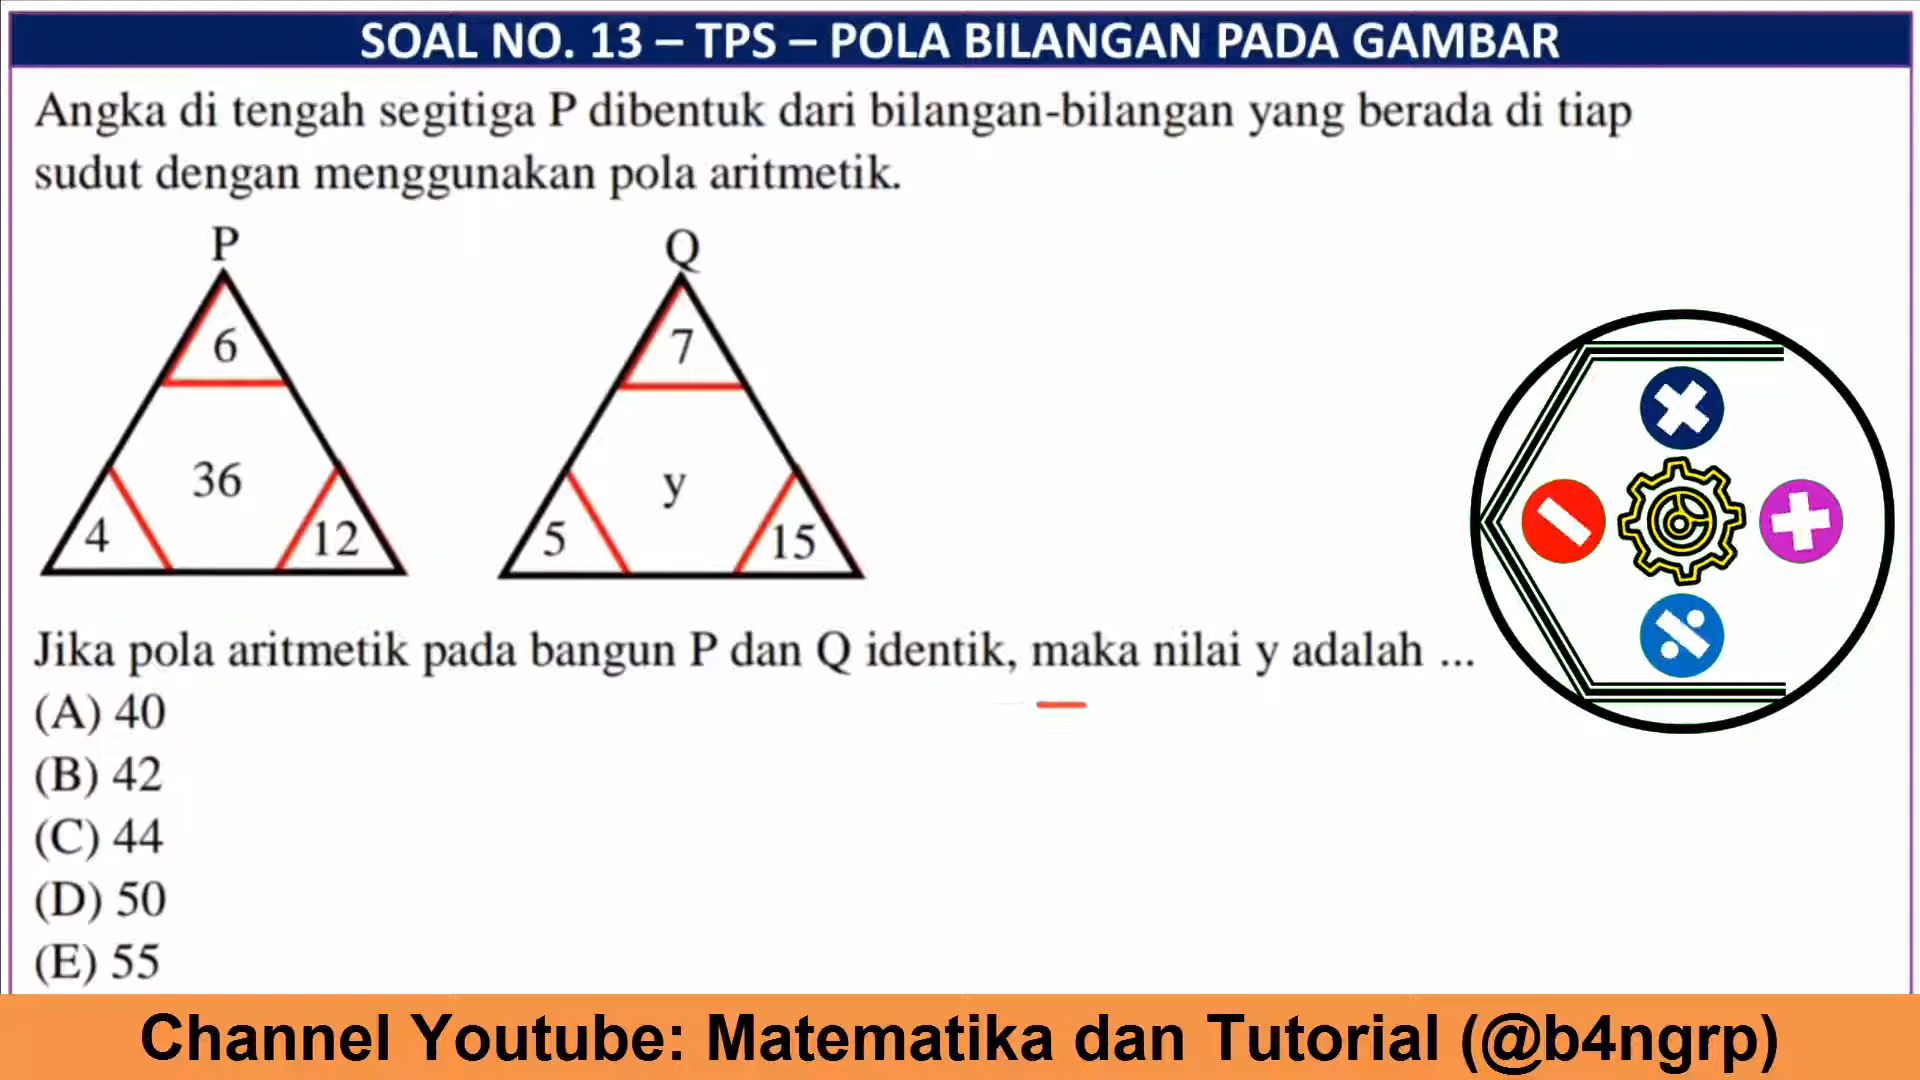 SOAL NO. 13 – TPS – POLA BILANGAN PADA GAMBAR
Angka di tengah segitiga P dibentuk dari bilangan-bilangan yang berada di tiap
sudut dengan menggunakan pola aritmetik.
P
6
36
4
12
Q
7
y
5
15
Jika pola aritmetik pada bangun P dan Q identik, maka nilai y adalah ...
(A) 40
(B) 42
(C) 44
(D) 50
(E) 55
Channel Youtube: Matematika dan Tutorial (@b4ngrp)